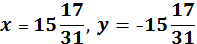 x = 15 17/31, y = -15 17/31